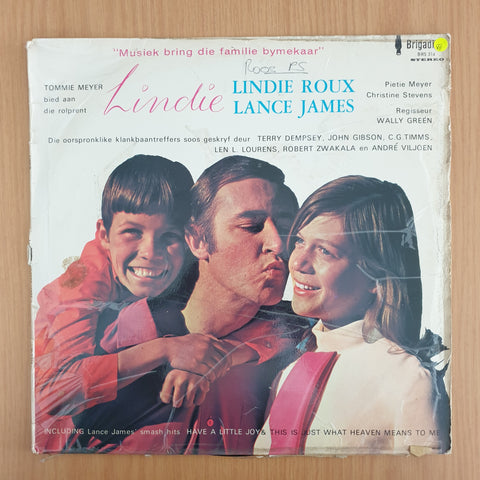 "Musiek bring die familie bymekaar"
Brigadi
BRS 314
STEREO
TOMMIE MEYER
bied aan
die rolprent
Lindie
LINDIE ROUX
LANCE JAMES
Pietie Meyer
Christine Stevens
Regisseur
WALLY GREEN
Die oorspronklike klankbaantreffers soos geskryf deur TERRY DEMPSEY, JOHN GIBSON, C.G. TIMMS,
LEN L. LOURENS, ROBERT ZWAKALA en ANDRÉ VILJOEN
INCLUDING Lance James' smash hits HAVE A LITTLE JOY & THIS IS JUST WHAT HEAVEN MEANS TO ME